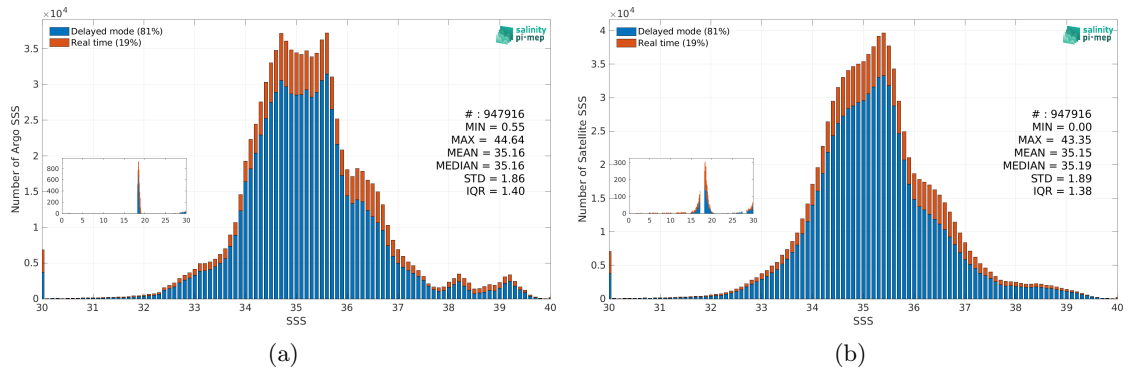 ×10⁴
Delayed mode (81%)
Real time (19%)
salinity
pi-mep
# : 947916
MIN = 0.55
MAX = 44.64
MEAN = 35.16
MEDIAN = 35.16
STD = 1.86
IQR = 1.40
Number of Argo SSS
3.5
3
2.5
2
1.5
1
0.5
0
800
600
400
200
0
0 5 10 15 20 25 30
30 31 32 33 34 35 36 37 38 39 40
SSS
(a)
×10⁴
Delayed mode (81%)
Real time (19%)
salinity
pi-mep
# : 947916
MIN = 0.00
MAX = 43.35
MEAN = 35.15
MEDIAN = 35.19
STD = 1.89
IQR = 1.38
Number of Satellite SSS
4
3.5
3
2.5
2
1.5
1
0.5
0
300
200
100
0
0 5 10 15 20 25 30
30 31 32 33 34 35 36 37 38 39 40
SSS
(b)